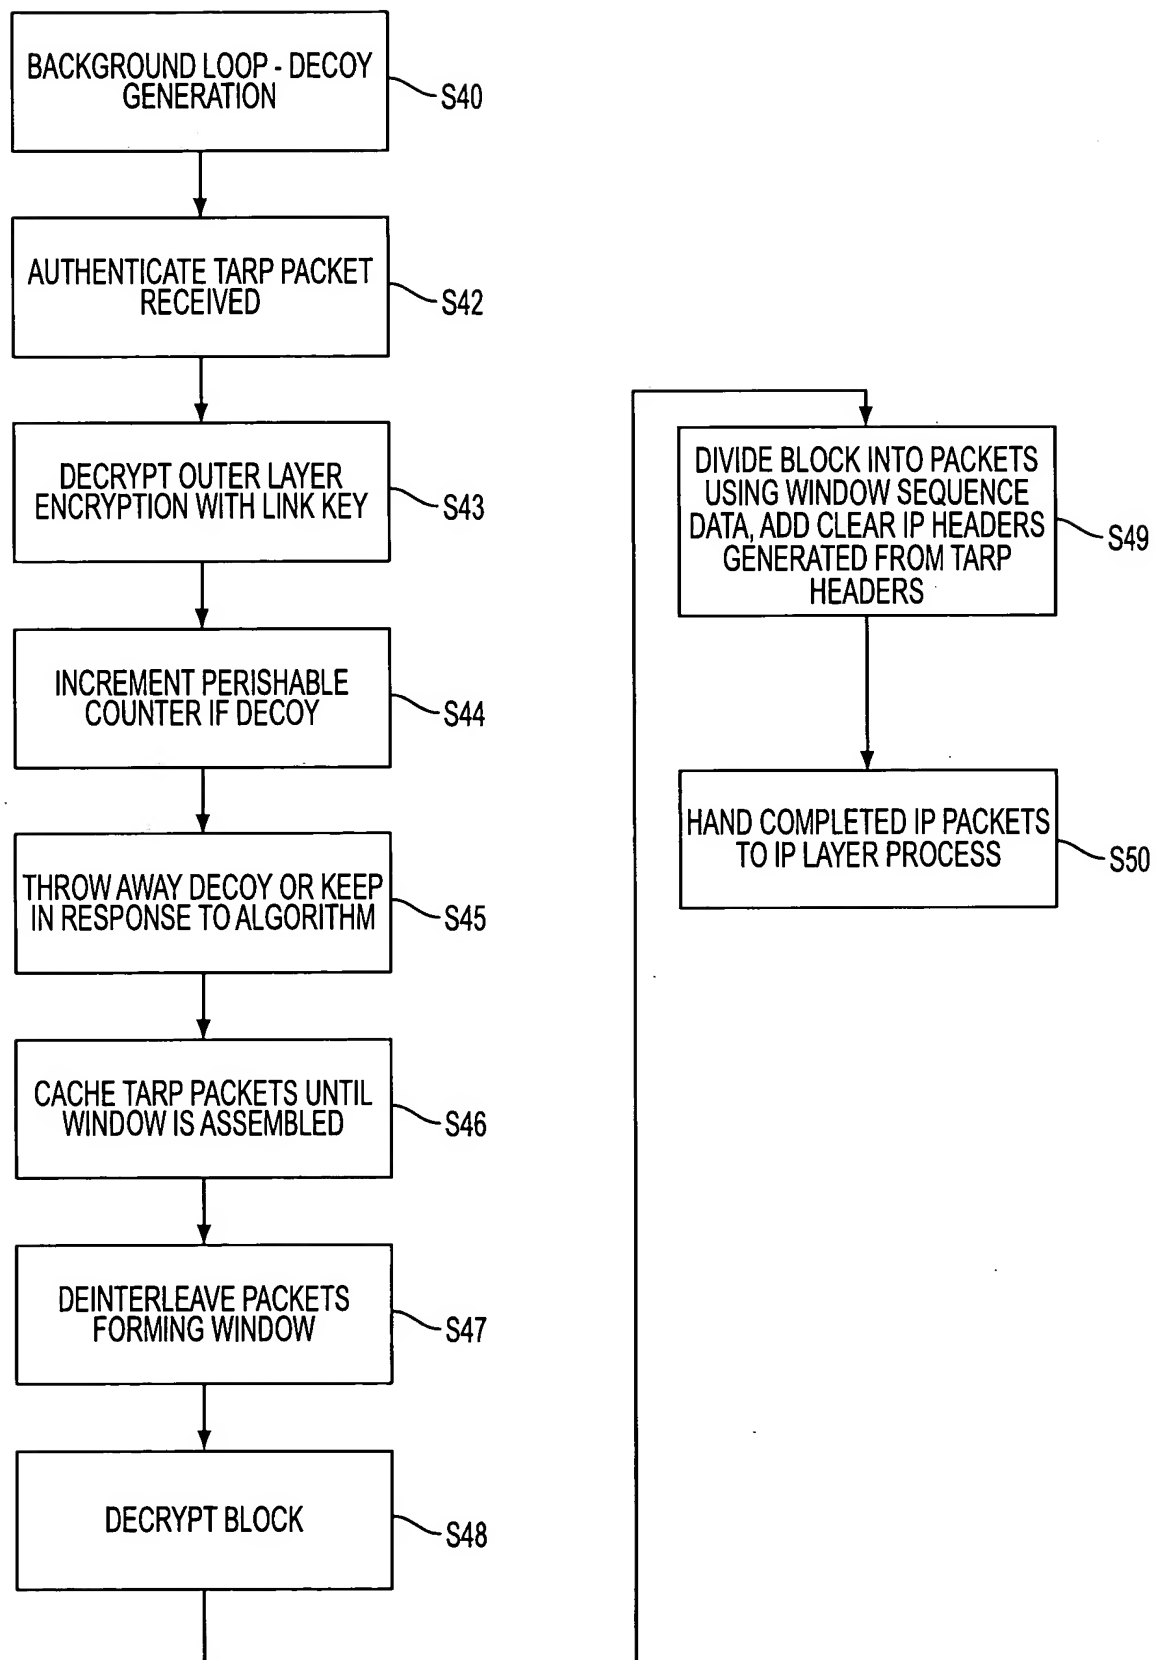 BACKGROUND LOOP - DECOY
GENERATION
S40
AUTHENTICATE TARP PACKET
RECEIVED
S42
DECRYPT OUTER LAYER
ENCRYPTION WITH LINK KEY
S43
INCREMENT PERISHABLE
COUNTER IF DECOY
S44
THROW AWAY DECOY OR KEEP
IN RESPONSE TO ALGORITHM
S45
CACHE TARP PACKETS UNTIL
WINDOW IS ASSEMBLED
S46
DEINTERLEAVE PACKETS
FORMING WINDOW
S47
DECRYPT BLOCK
S48
DIVIDE BLOCK INTO PACKETS
USING WINDOW SEQUENCE
DATA, ADD CLEAR IP HEADERS
GENERATED FROM TARP
HEADERS
S49
HAND COMPLETED IP PACKETS
TO IP LAYER PROCESS
S50